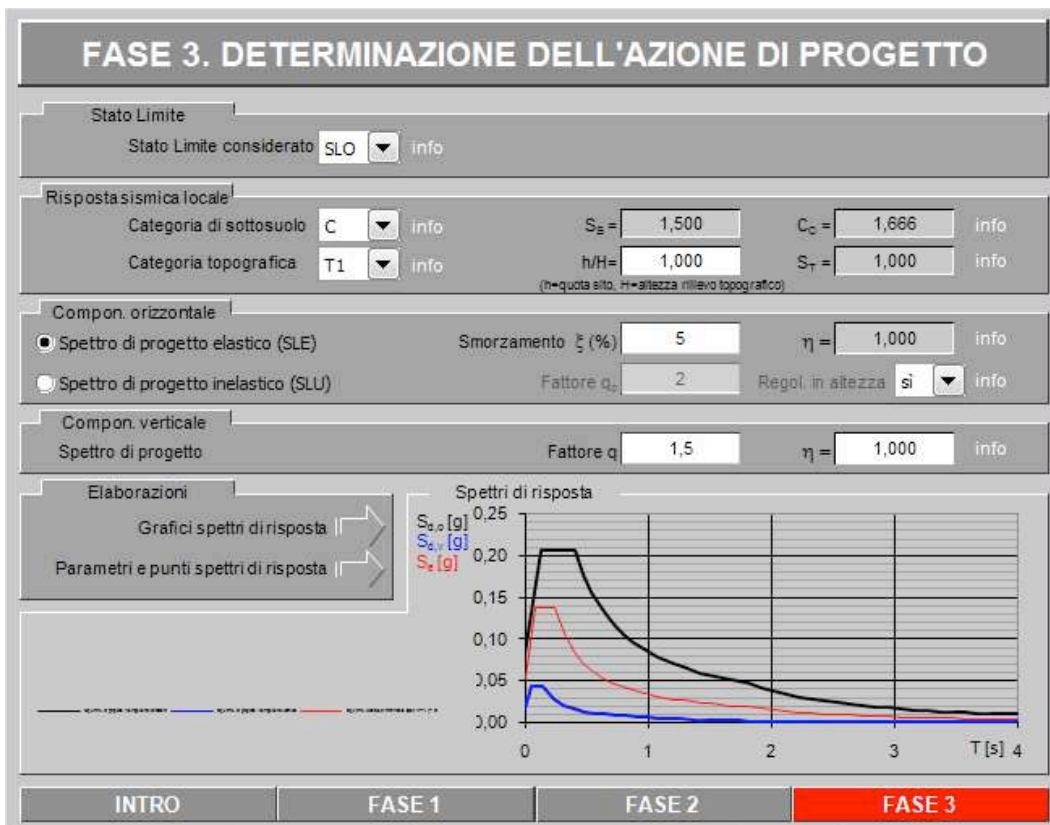 FASE 3. DETERMINAZIONE DELL'AZIONE DI PROGETTO
Stato Limite
Stato Limite considerato SLO info
Risposta sismica locale
Categoria di sottosuolo C info S_S = 1,500 C_C = 1,666 info
Categoria topografica T1 info h/H= 1,000 S_T = 1,000 info
(h=quota sito, H=altezza rilievo topografico)
Compon. orizzontale
Spettro di progetto elastico (SLE) Smorzamento ξ (%) 5 η = 1,000 info
Spettro di progetto inelastico (SLU) Fattore q_o 2 Regol. in altezza sì info
Compon. verticale
Spettro di progetto Fattore q 1,5 η = 1,000 info
Elaborazioni
Grafici spettri di risposta
Parametri e punti spettri di risposta
Spettri di risposta
S_d,o [g]
S_d,v [g]
S_e [g]
0,25
0,20
0,15
0,10
0,05
0,00
0 1 2 3 T [s] 4
INTRO FASE 1 FASE 2 FASE 3